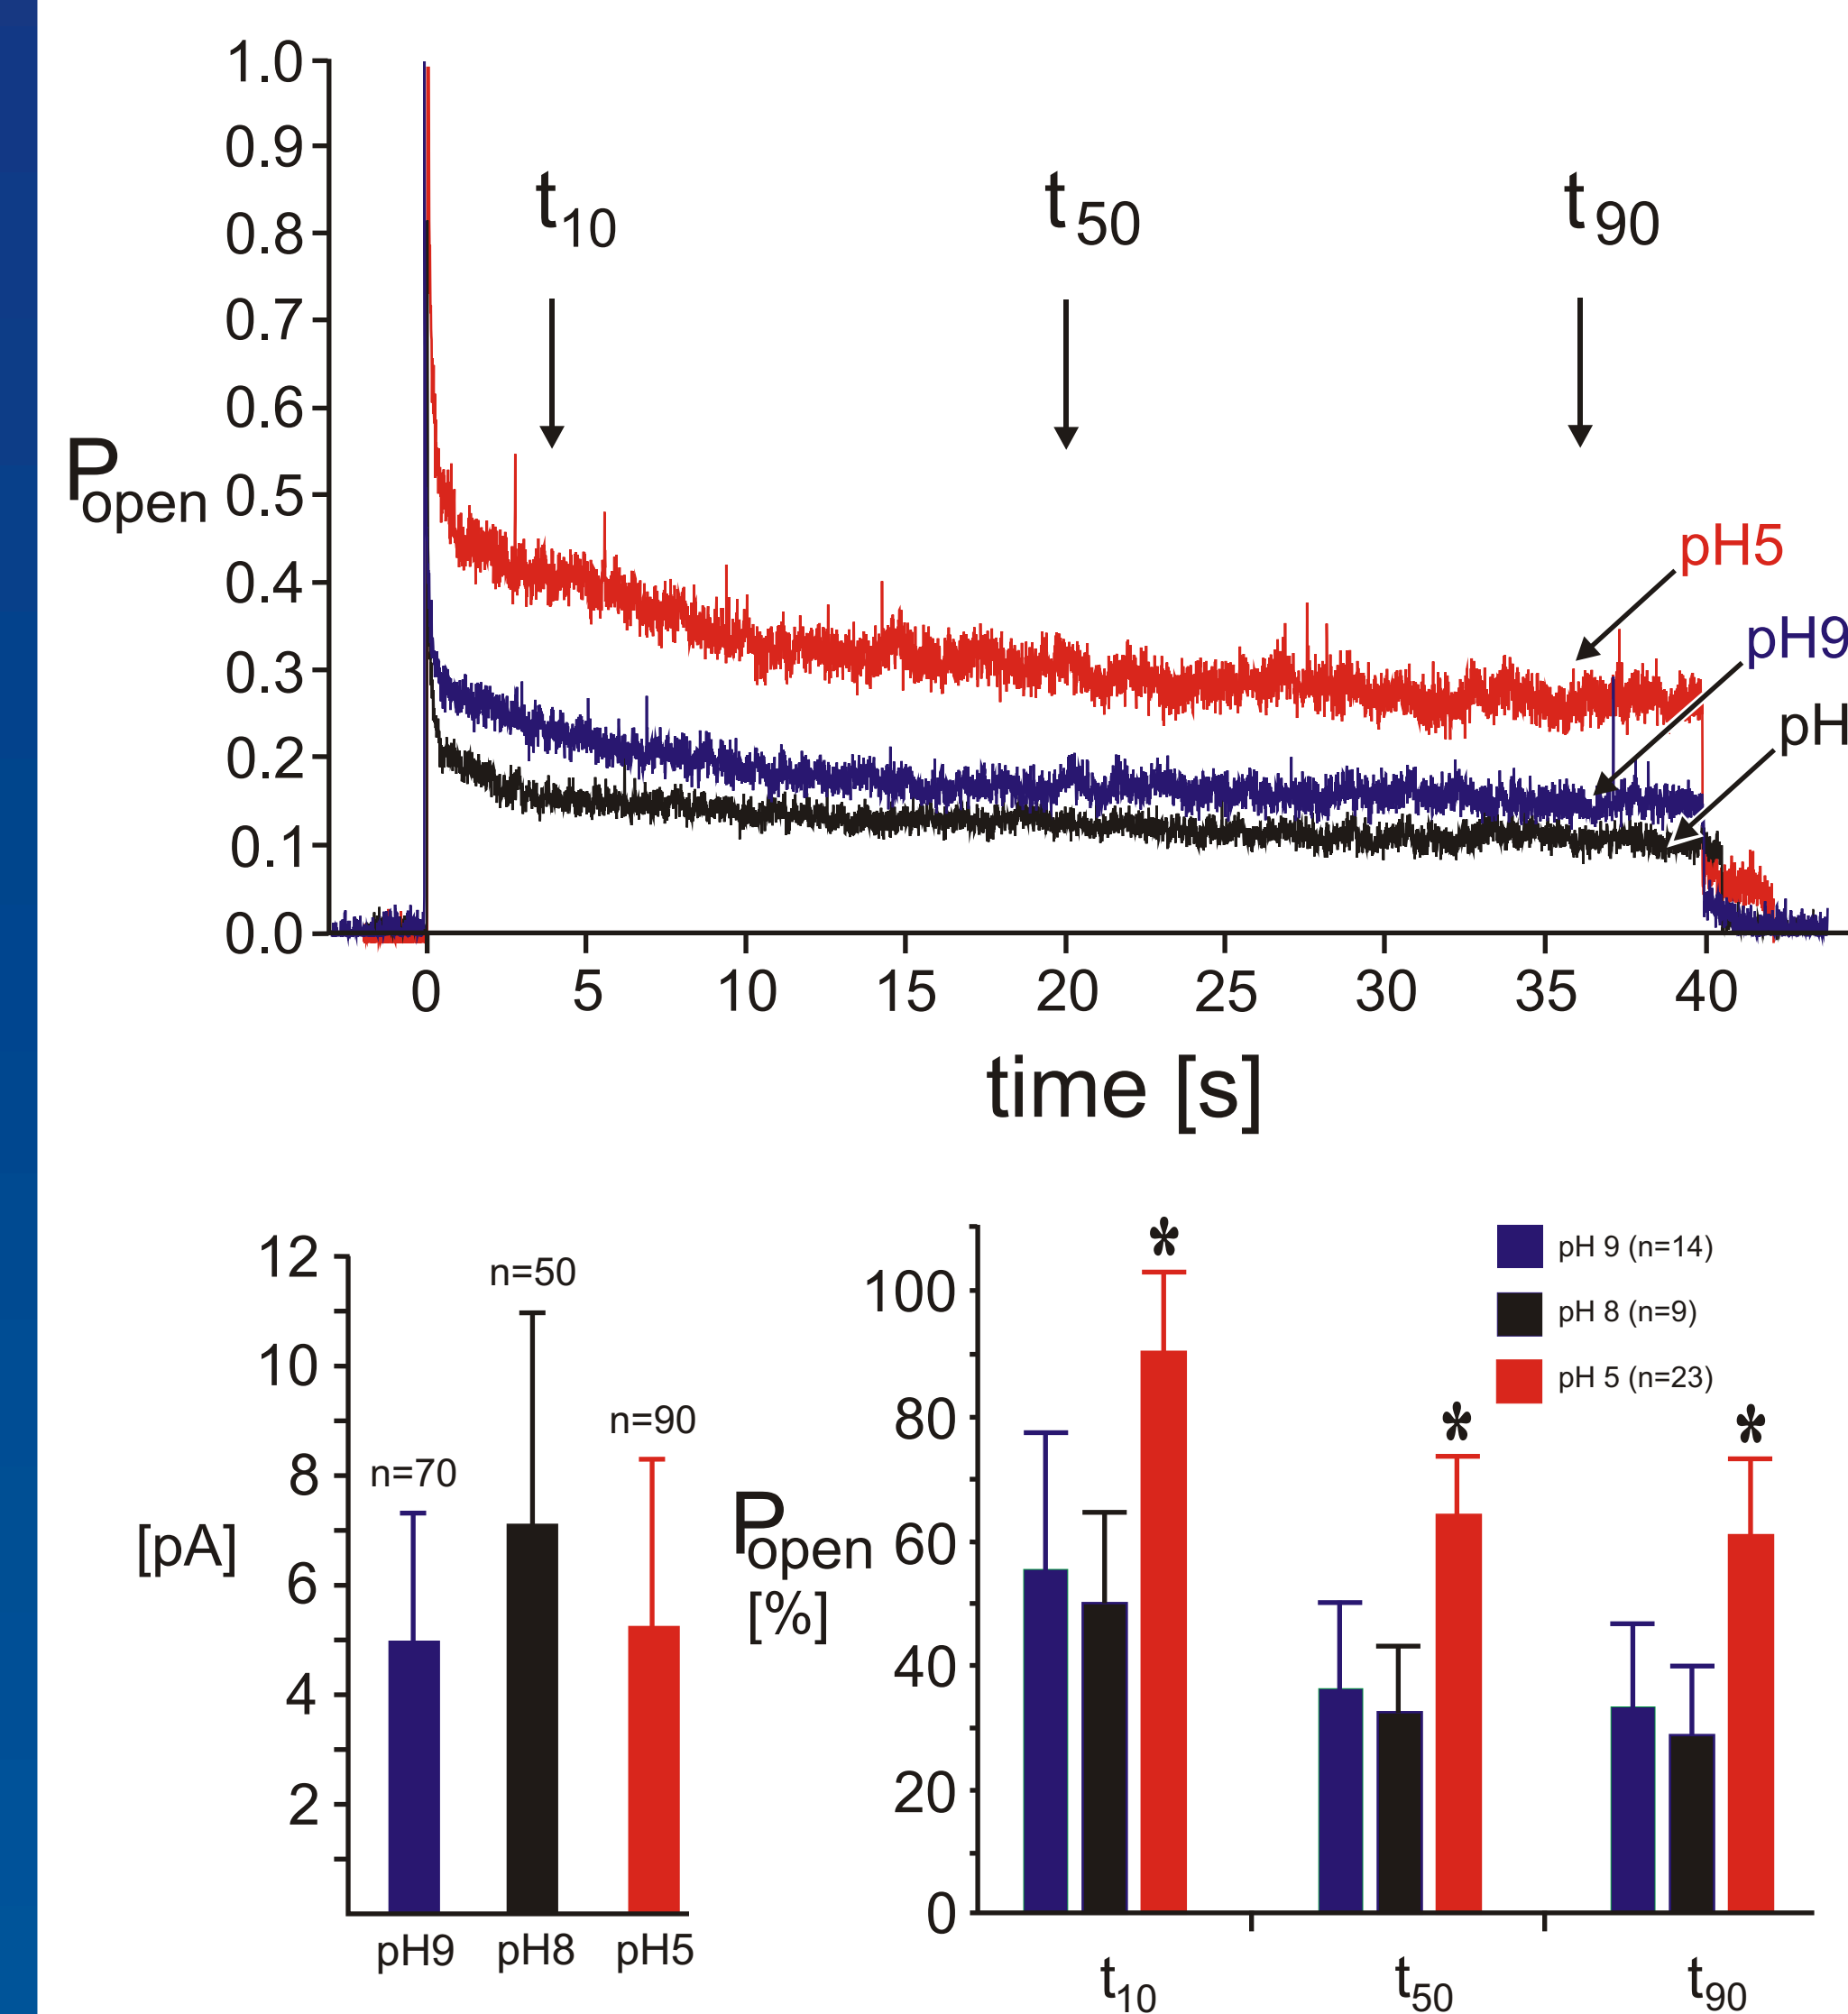 1.0
0.9
0.8
0.7
0.6
0.5
0.4
0.3
0.2
0.1
0.0
Popen
t10
t50
t90
pH5
pH9
pH
0 5 10 15 20 25 30 35 40
time [s]
12
10
8
6
4
2
[pA]
n=70
n=50
n=90
pH9 pH8 pH5
100
80
60
40
20
0
Popen
[%]
*
*
*
pH 9 (n=14)
pH 8 (n=9)
pH 5 (n=23)
t10 t50 t90